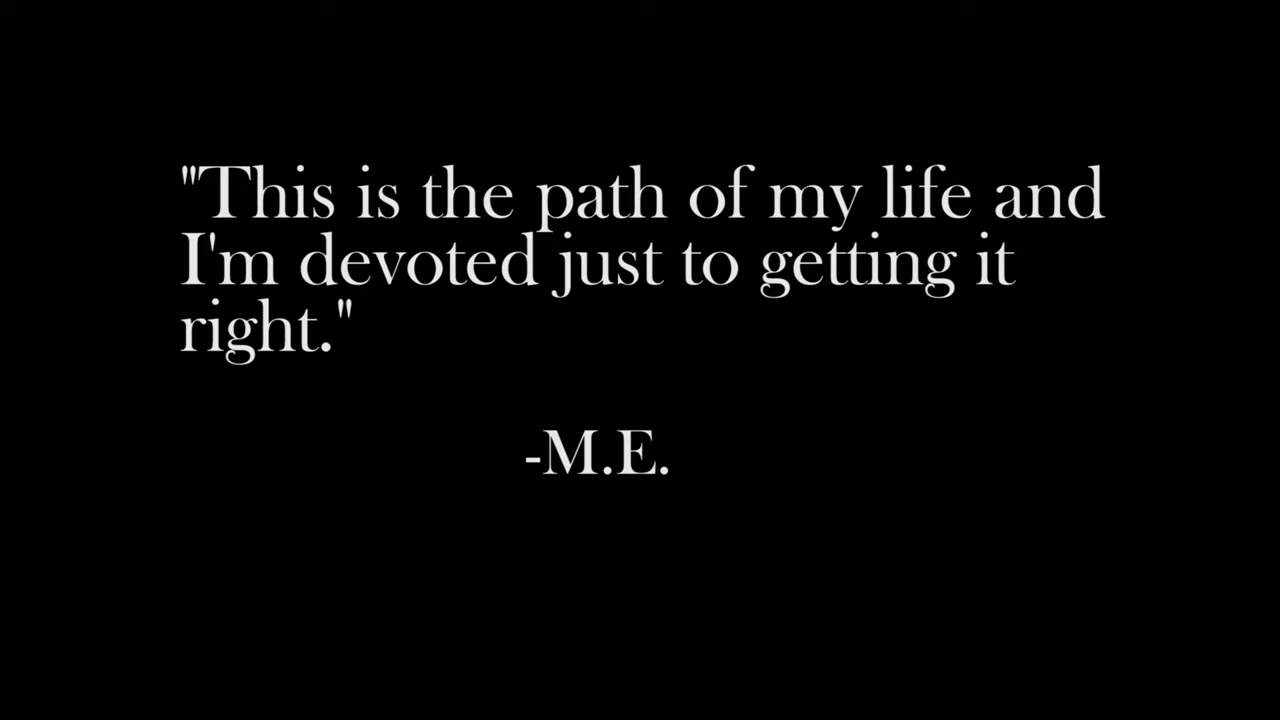 "This is the path of my life and
I'm devoted just to getting it
right."
-M.E.